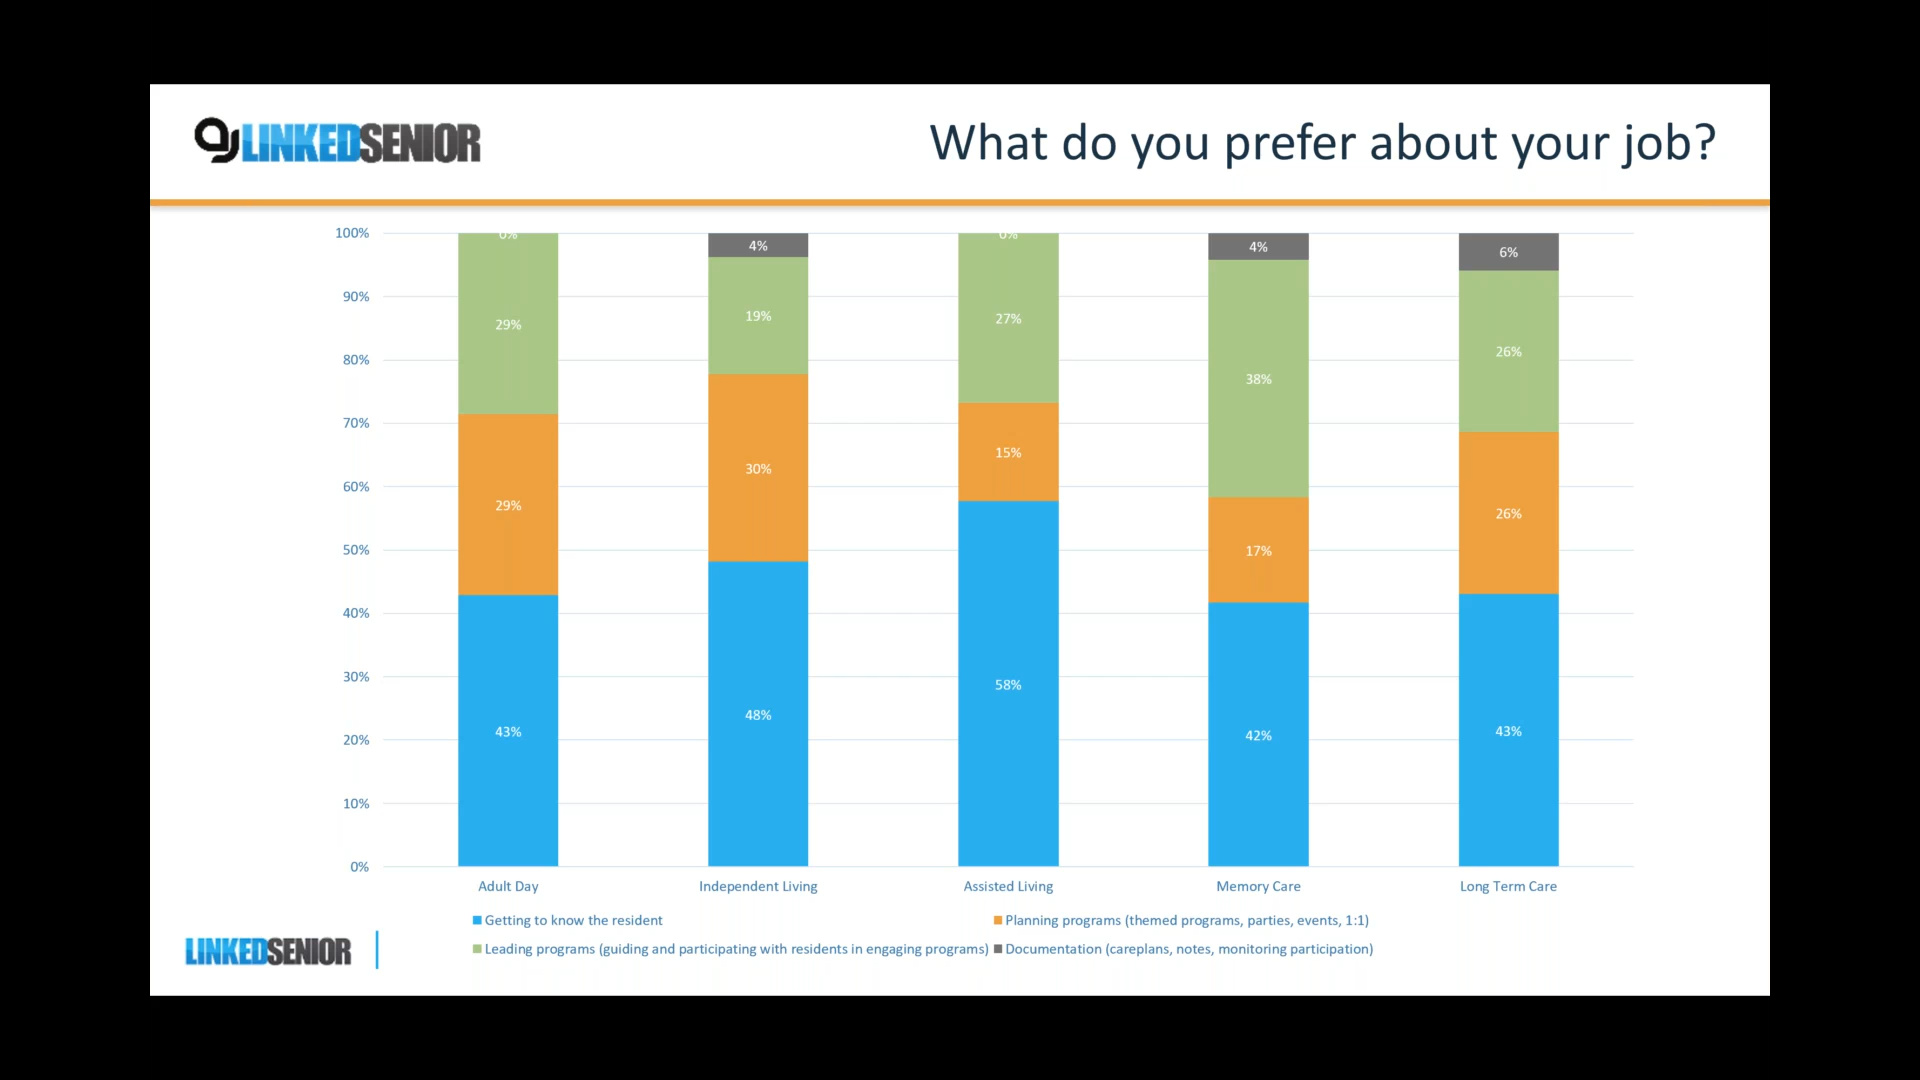 LINKEDSENIOR
What do you prefer about your job?
100%
90%
80%
70%
60%
50%
40%
30%
20%
10%
0%
0%
29%
29%
43%
4%
19%
30%
48%
0%
27%
15%
58%
4%
38%
17%
42%
6%
26%
26%
43%
Adult Day
Independent Living
Assisted Living
Memory Care
Long Term Care
Getting to know the resident
Planning programs (themed programs, parties, events, 1:1)
Leading programs (guiding and participating with residents in engaging programs)
Documentation (careplans, notes, monitoring participation)
LINKEDSENIOR